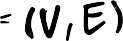 = (V, E)